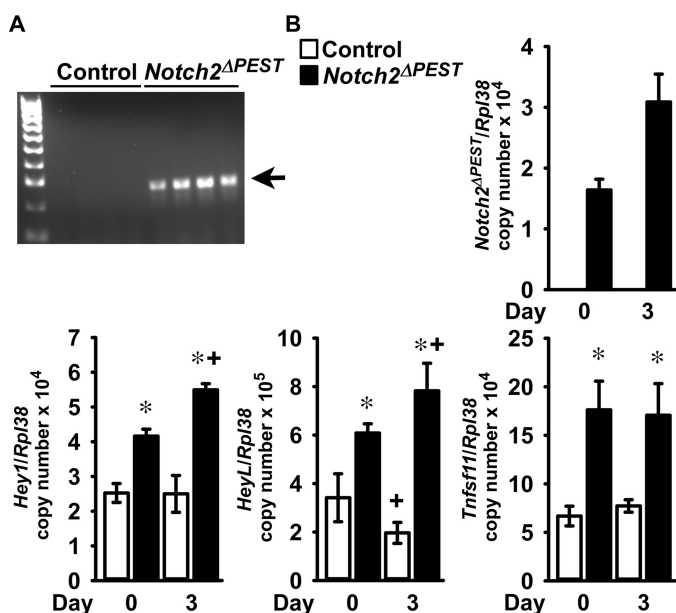 A
Control Notch2ΔPEST
B
Control
Notch2ΔPEST
Notch2ΔPEST/Rpl38
copy number x 10⁴
4
3
2
1
0
Day 0 3
Hey1/Rpl38
copy number x 10⁴
7
6
5
4
3
2
1
0
* *+
Day 0 3
HeyL/Rpl38
copy number x 10⁵
10
8
6
4
2
0
* + *+
Day 0 3
Tnfsf11/Rpl38
copy number x 10⁴
25
20
15
10
5
0
* *
Day 0 3